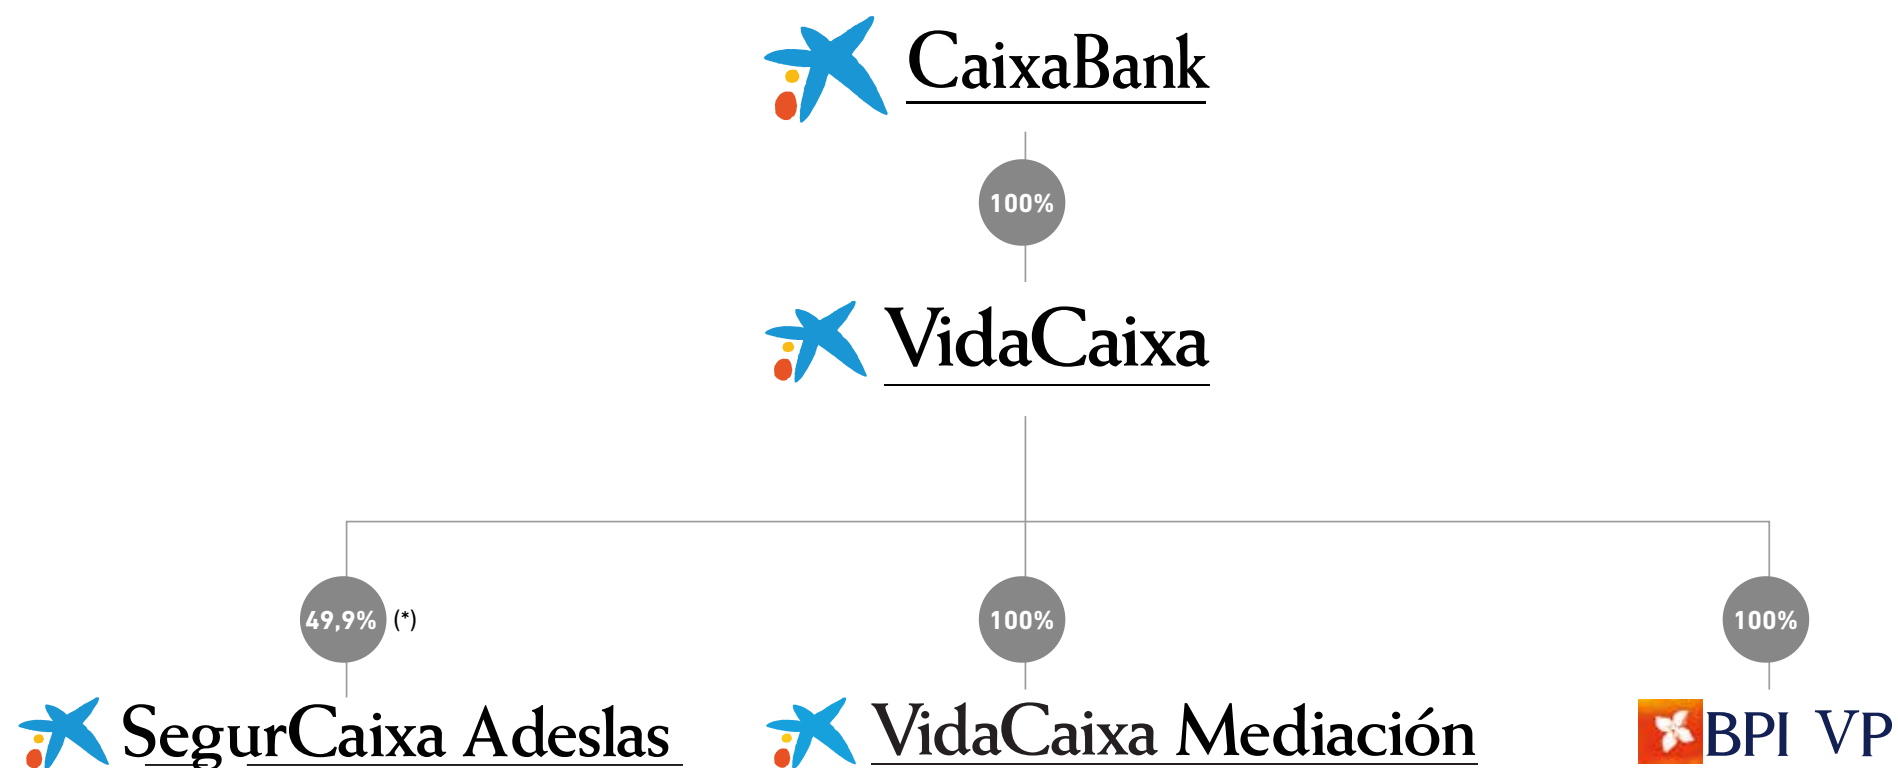 CaixaBank
100%
VidaCaixa
49,9% (*)
100%
100%
SegurCaixa Adeslas
VidaCaixa Mediación
BPI VP